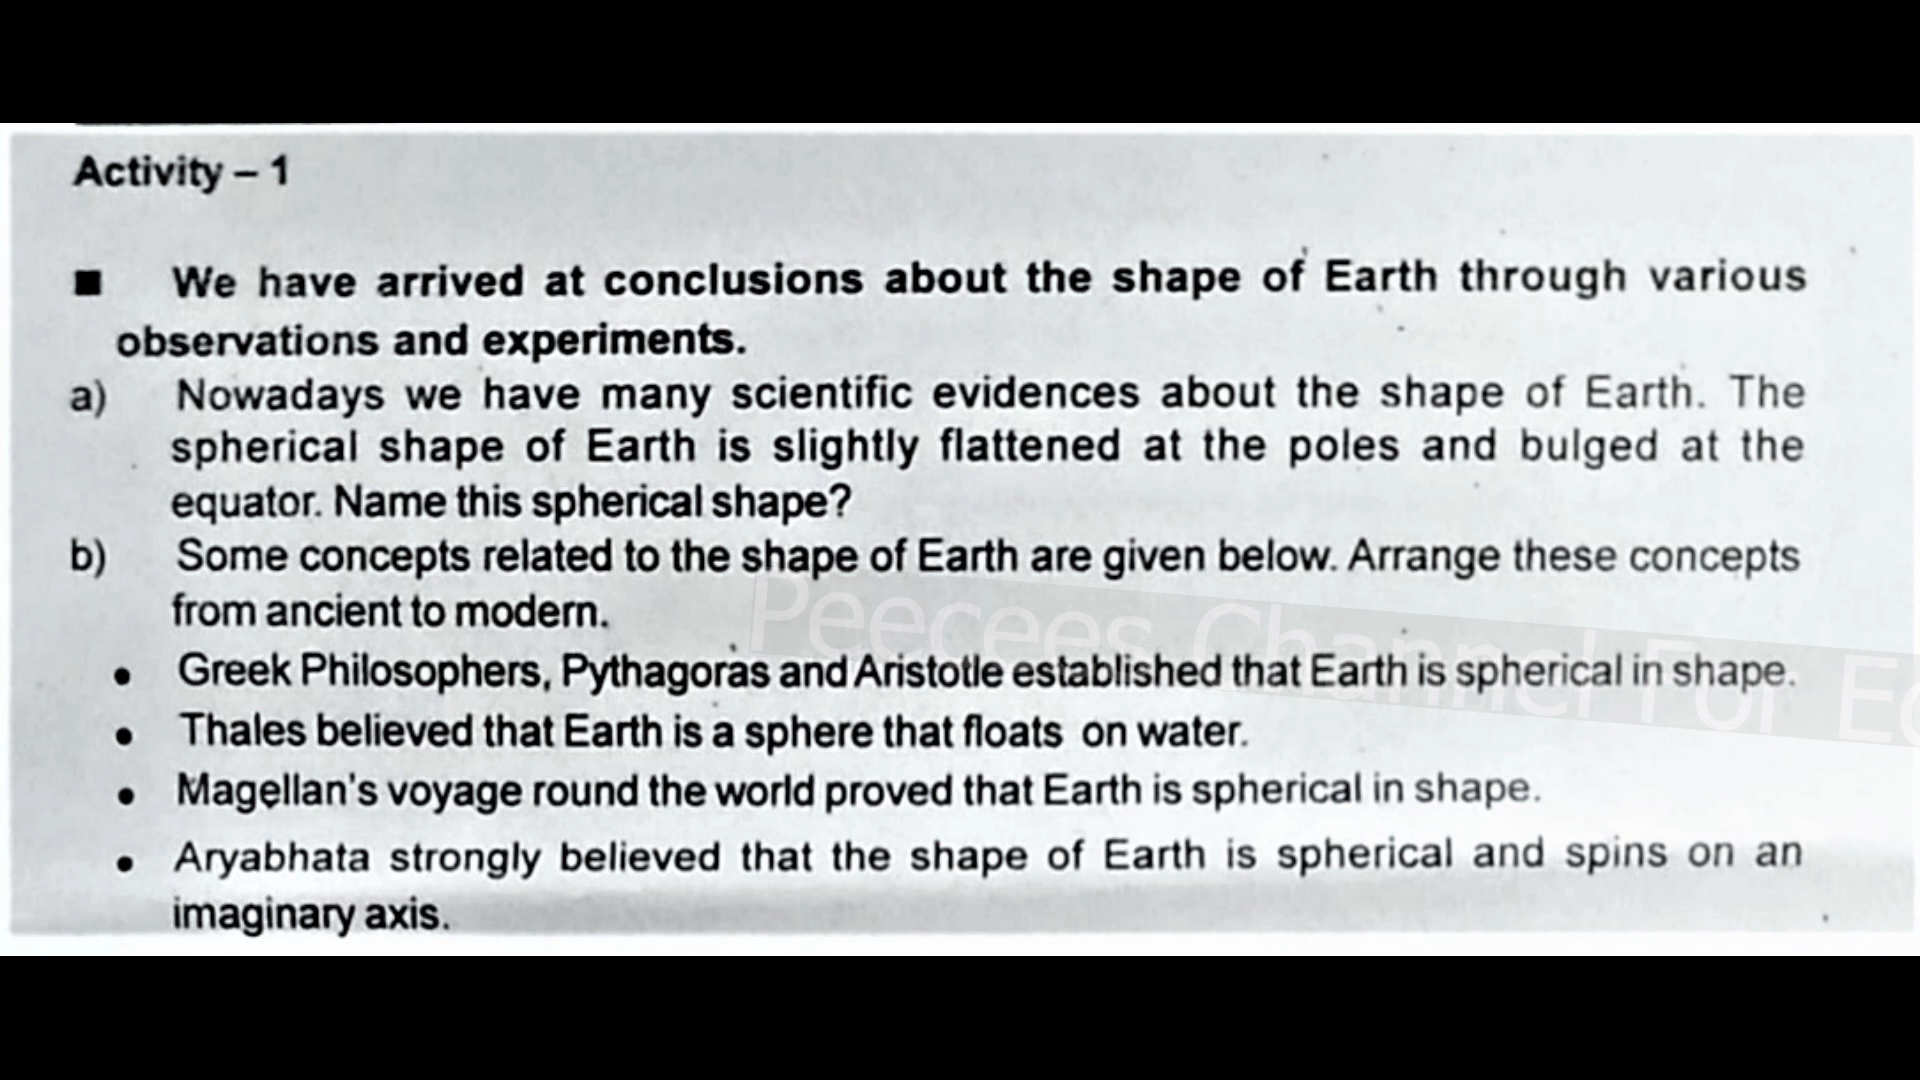 Activity – 1
■ We have arrived at conclusions about the shape of Earth through various
observations and experiments.
a) Nowadays we have many scientific evidences about the shape of Earth. The
spherical shape of Earth is slightly flattened at the poles and bulged at the
equator. Name this spherical shape?
b) Some concepts related to the shape of Earth are given below. Arrange these concepts
from ancient to modern.
• Greek Philosophers, Pythagoras and Aristotle established that Earth is spherical in shape.
• Thales believed that Earth is a sphere that floats on water.
• Magellan's voyage round the world proved that Earth is spherical in shape.
• Aryabhata strongly believed that the shape of Earth is spherical and spins on an
imaginary axis.
Peecees Channel For